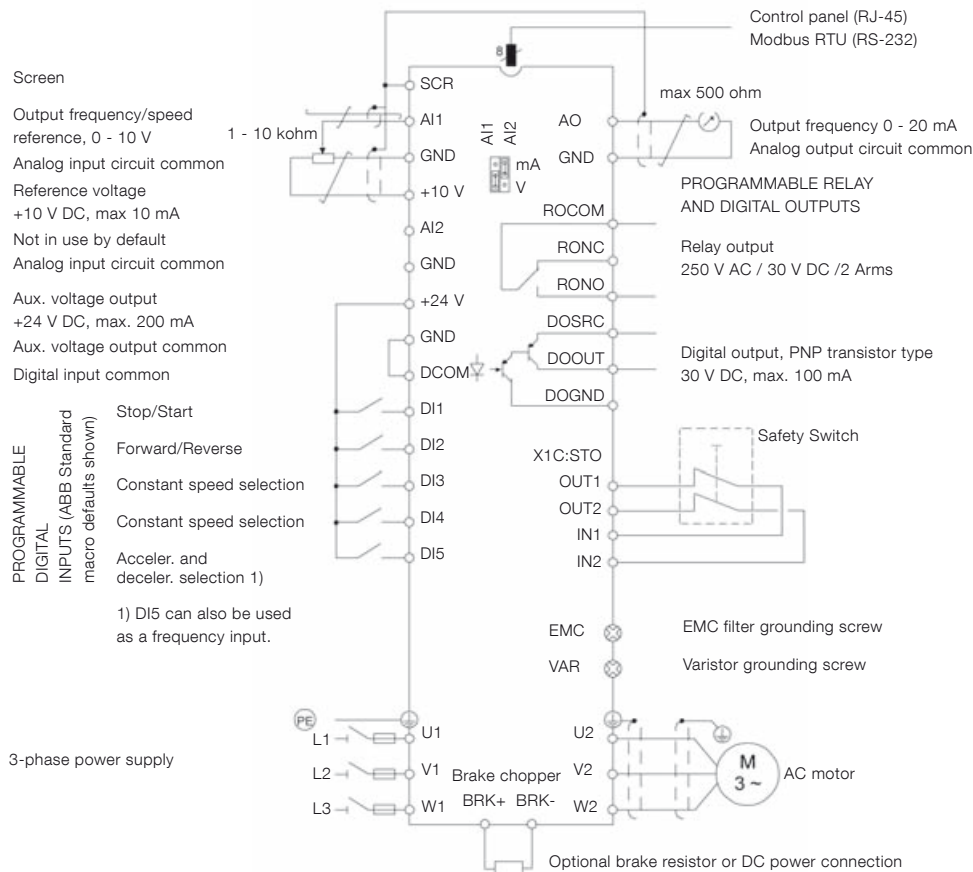 Control panel (RJ-45)
Modbus RTU (RS-232)
8
Screen
SCR
Output frequency/speed
reference, 0 - 10 V
1 - 10 kohm
AI1
Analog input circuit common
GND
Reference voltage
+10 V DC, max 10 mA
+10 V
Not in use by default
AI2
Analog input circuit common
GND
Aux. voltage output
+24 V DC, max. 200 mA
+24 V
Aux. voltage output common
GND
Digital input common
DCOM
PROGRAMMABLE
DIGITAL
INPUTS (ABB Standard
macro defaults shown)
Stop/Start
DI1
Forward/Reverse
DI2
Constant speed selection
DI3
Constant speed selection
DI4
Acceler. and
deceler. selection 1)
DI5
1) DI5 can also be used
as a frequency input.
AI1
AI2
mA
V
max 500 ohm
AO
GND
Output frequency 0 - 20 mA
Analog output circuit common
PROGRAMMABLE RELAY
AND DIGITAL OUTPUTS
ROCOM
RONC
RONO
Relay output
250 V AC / 30 V DC /2 Arms
DOSRC
DOOUT
DOGND
Digital output, PNP transistor type
30 V DC, max. 100 mA
Safety Switch
X1C:STO
OUT1
OUT2
IN1
IN2
EMC
EMC filter grounding screw
VAR
Varistor grounding screw
PE
3-phase power supply
L1
U1
L2
V1
L3
W1
Brake chopper
BRK+ BRK-
U2
V2
W2
M
3 ~
AC motor
Optional brake resistor or DC power connection